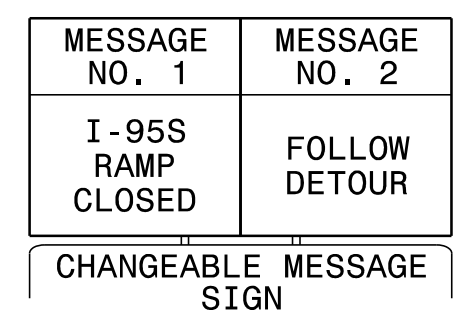 MESSAGE
NO. 1
MESSAGE
NO. 2
I-95S
RAMP
CLOSED
FOLLOW
DETOUR
CHANGEABLE MESSAGE
SIGN